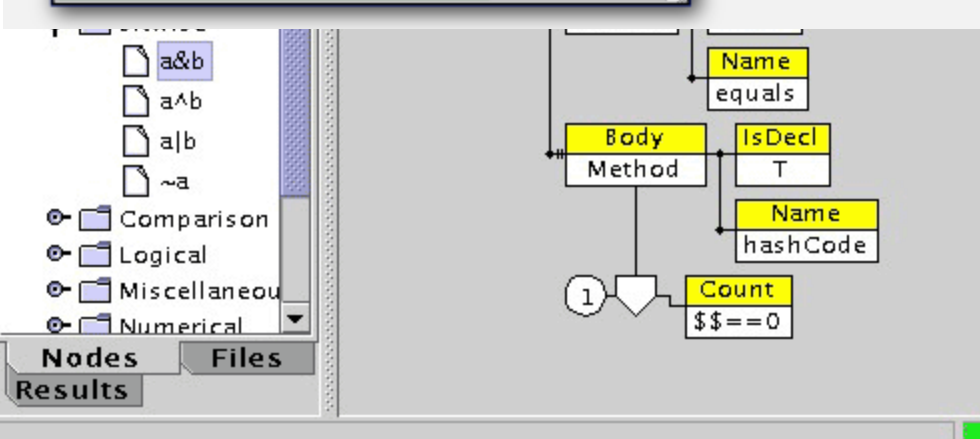 a&b
a^b
a|b
~a
Comparison
Logical
Miscellaneou
Numerical
Nodes
Files
Results
Name
equals
Body
Method
IsDecl
T
Name
hashCode
1
Count
$$==0